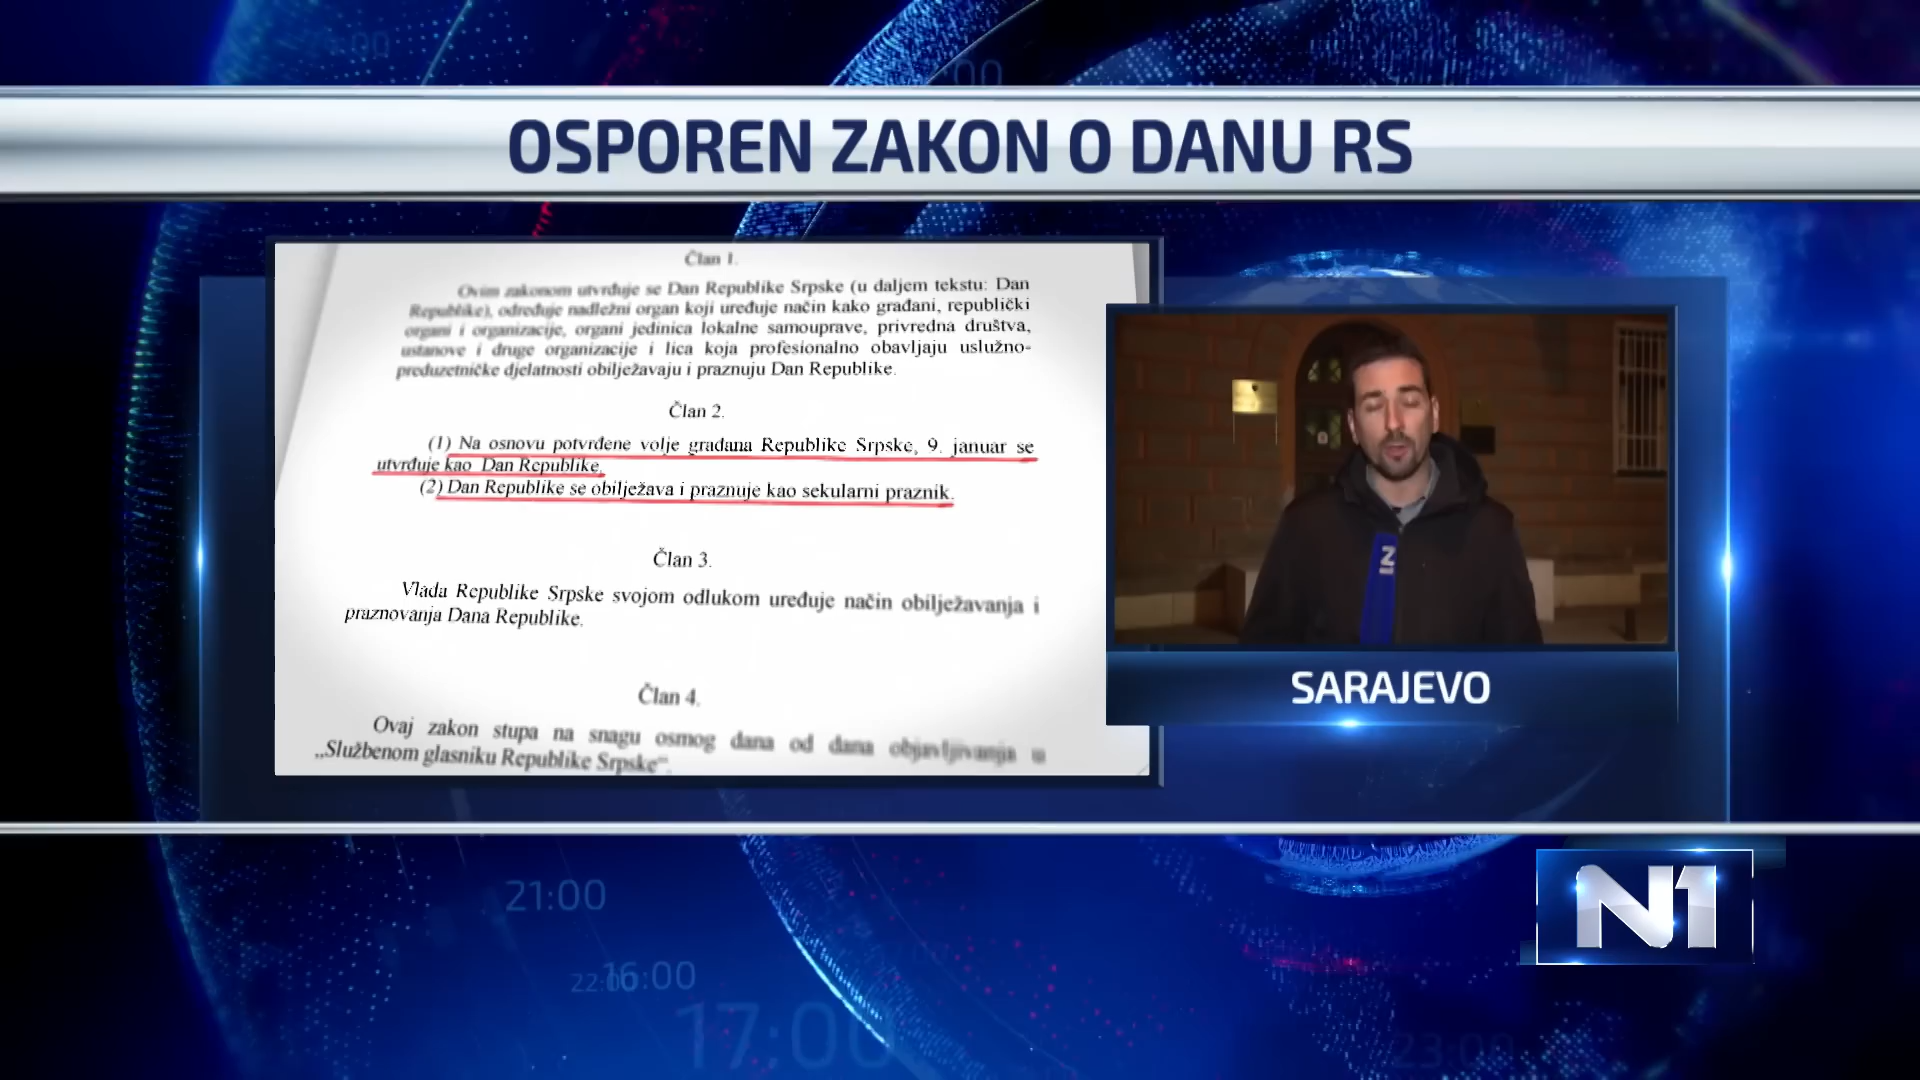 OSPOREN ZAKON O DANU RS
Član 1.
Ovim zakonom utvrđuje se Dan Republike Srpske (u daljem tekstu: Dan
Republike), određuje nadležni organ koji uređuje način kako građani, republički
organi i organizacije, organi jedinica lokalne samouprave, privredna društva,
ustanove i druge organizacije i lica koja profesionalno obavljaju uslužno-
preduzetničke djelatnosti obilježavaju i praznuju Dan Republike.
Član 2.
(1) Na osnovu potvrđene volje građana Republike Srpske, 9. januar se
utvrđuje kao Dan Republike,
(2) Dan Republike se obilježava i praznuje kao sekularni praznik.
Član 3.
Vlada Republike Srpske svojom odlukom uređuje način obilježavanja i
praznovanja Dana Republike.
Član 4.
Ovaj zakon stupa na snagu osmog dana od dana objavljivanja u
„Službenom glasniku Republike Srpske“.
SARAJEVO
N1
21:00
16:00
17:00
23:00